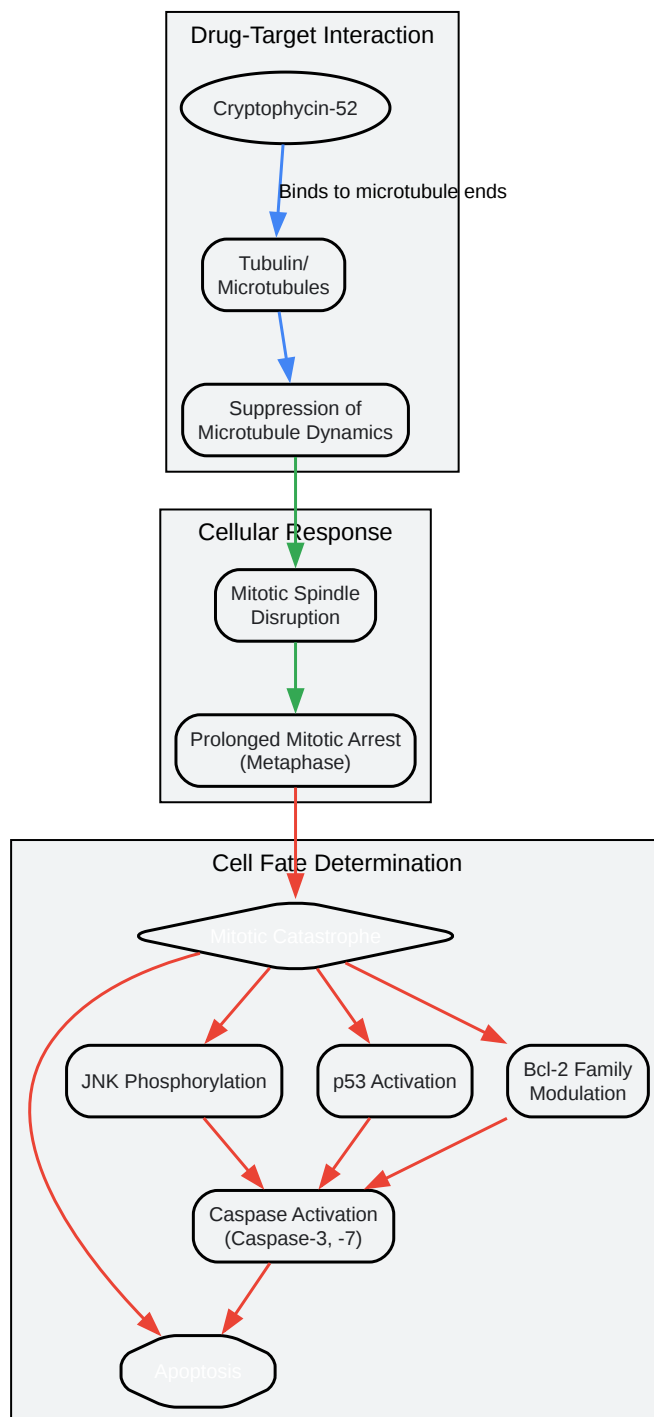 Drug-Target Interaction
Cryptophycin-52
Binds to microtubule ends
Tubulin/
Microtubules
Suppression of
Microtubule Dynamics
Cellular Response
Mitotic Spindle
Disruption
Prolonged Mitotic Arrest
(Metaphase)
Cell Fate Determination
Mitotic Catastrophe
JNK Phosphorylation
p53 Activation
Bcl-2 Family
Modulation
Caspase Activation
(Caspase-3, -7)
Apoptosis